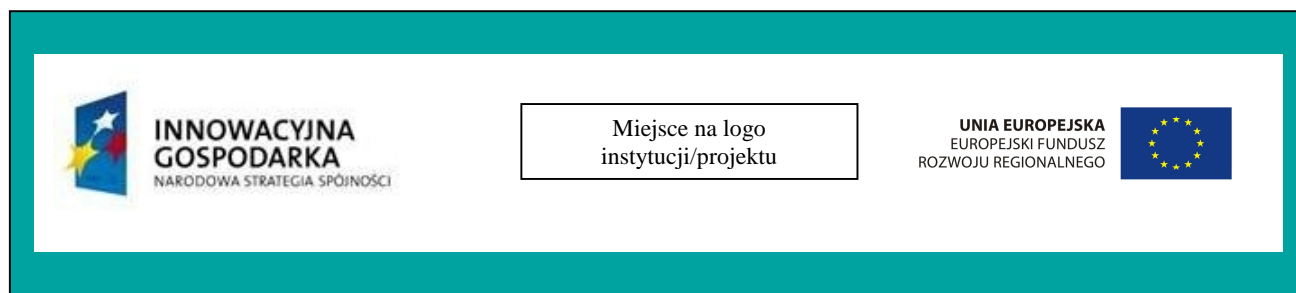 INNOWACYJNA
GOSPODARKA
NARODOWA STRATEGIA SPÓJNOŚCI
Miejsce na logo
instytucji/projektu
UNIA EUROPEJSKA
EUROPEJSKI FUNDUSZ
ROZWOJU REGIONALNEGO